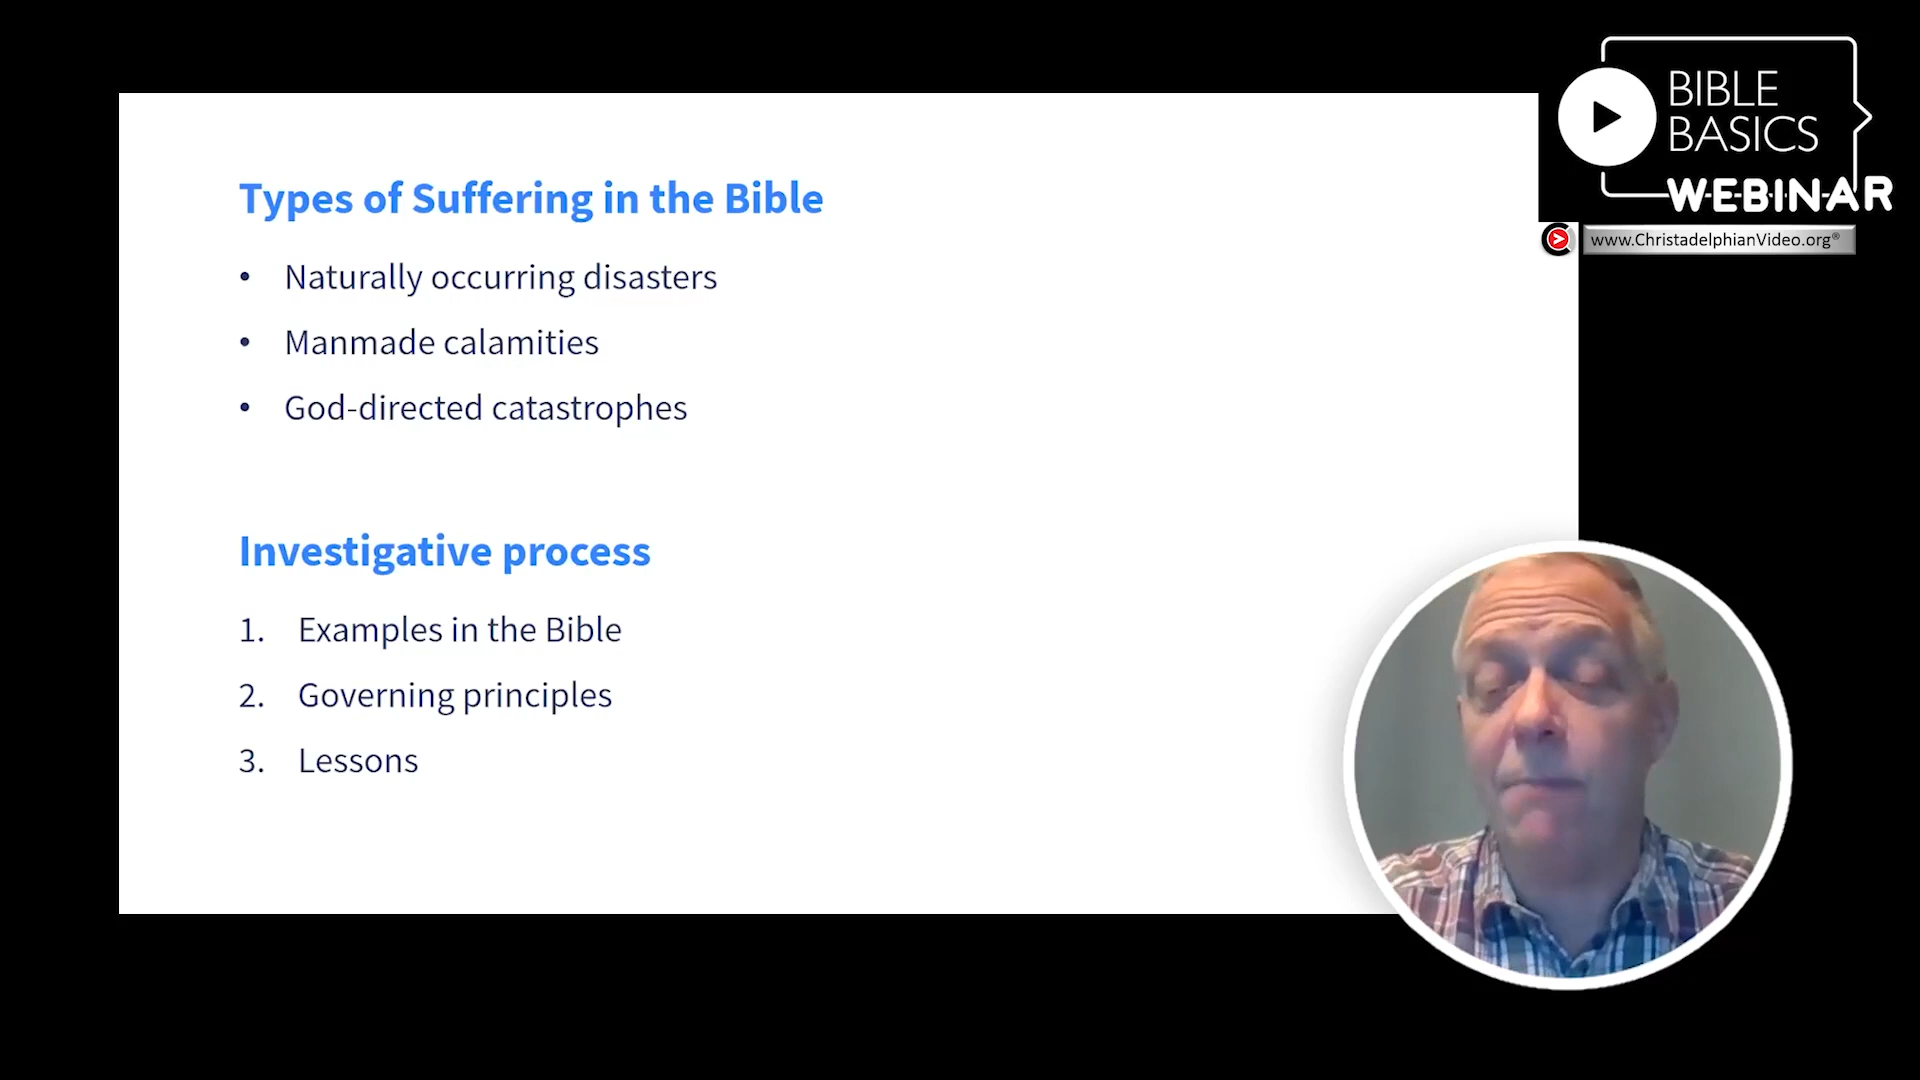 Types of Suffering in the Bible
• Naturally occurring disasters
• Manmade calamities
• God-directed catastrophes
Investigative process
1. Examples in the Bible
2. Governing principles
3. Lessons
BIBLE
BASICS
WEBINAR
www.ChristadelphianVideo.org®